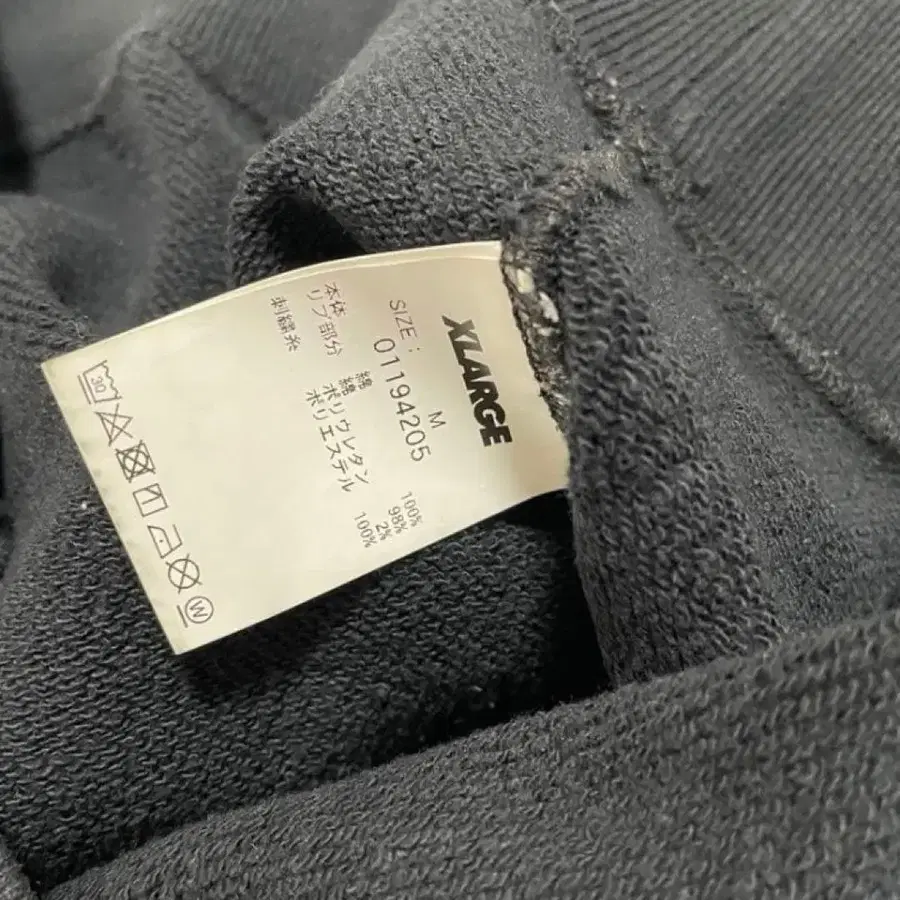 XLARGE
SIZE: M
01194205
本体 綿 100%
リブ部分 綿 98%
ポリウレタン 2%
刺繍糸 ポリエステル 100%
30
W